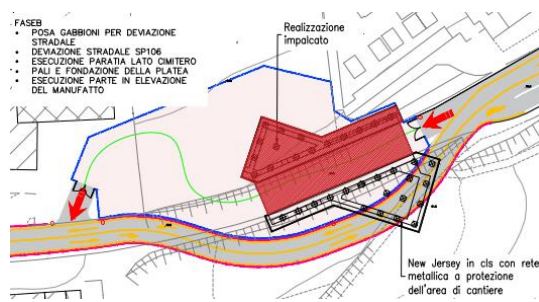 FASEB
• POSA GABBIONI PER DEVIAZIONE
STRADALE
• DEVIAZIONE STRADALE SP106
• ESECUZIONE PARATIA LATO CIMITERO
• PALI E FONDAZIONE DELLA PLATEA
• ESECUZIONE PARTE IN ELEVAZIONE
DEL MANUFATTO
Realizzazione
impalcato
New Jersey in cls con rete
metallica a protezione
dell'area di cantiere